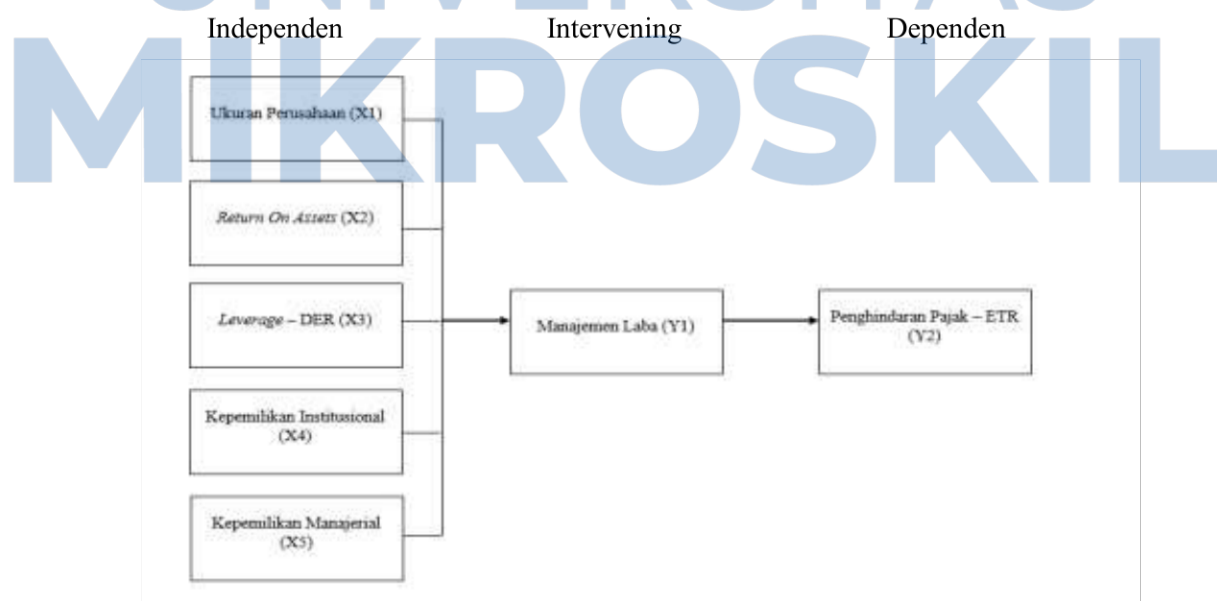 UNIVERSITAS
MIKROSKIL
Independen
Intervening
Dependen
Ukuran Perusahaan (X1)
Return On Assets (X2)
Leverage – DER (X3)
Kepemilikan Institusional
(X4)
Kepemilikan Manajerial
(X5)
Manajemen Laba (Y1)
Penghindaran Pajak – ETR
(Y2)